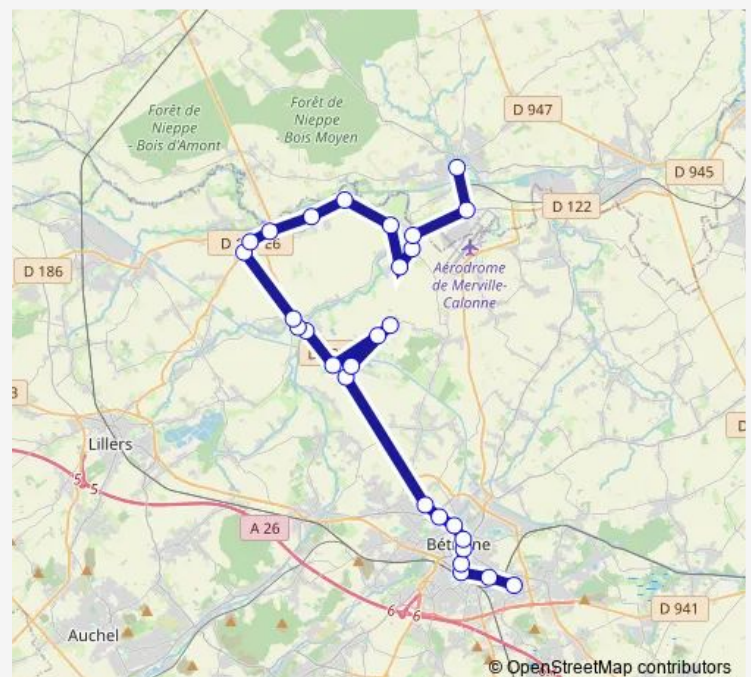 Forêt de
Nieppe
- Bois d'Amont
Forêt de
Nieppe
Bois Moyen
D 947
D 945
D 122
D 186
Aérodrome
de Merville-
Calonne
Lillers
5
5
A 26
D 941
6
6
Auchel
© OpenStreetMap contributors